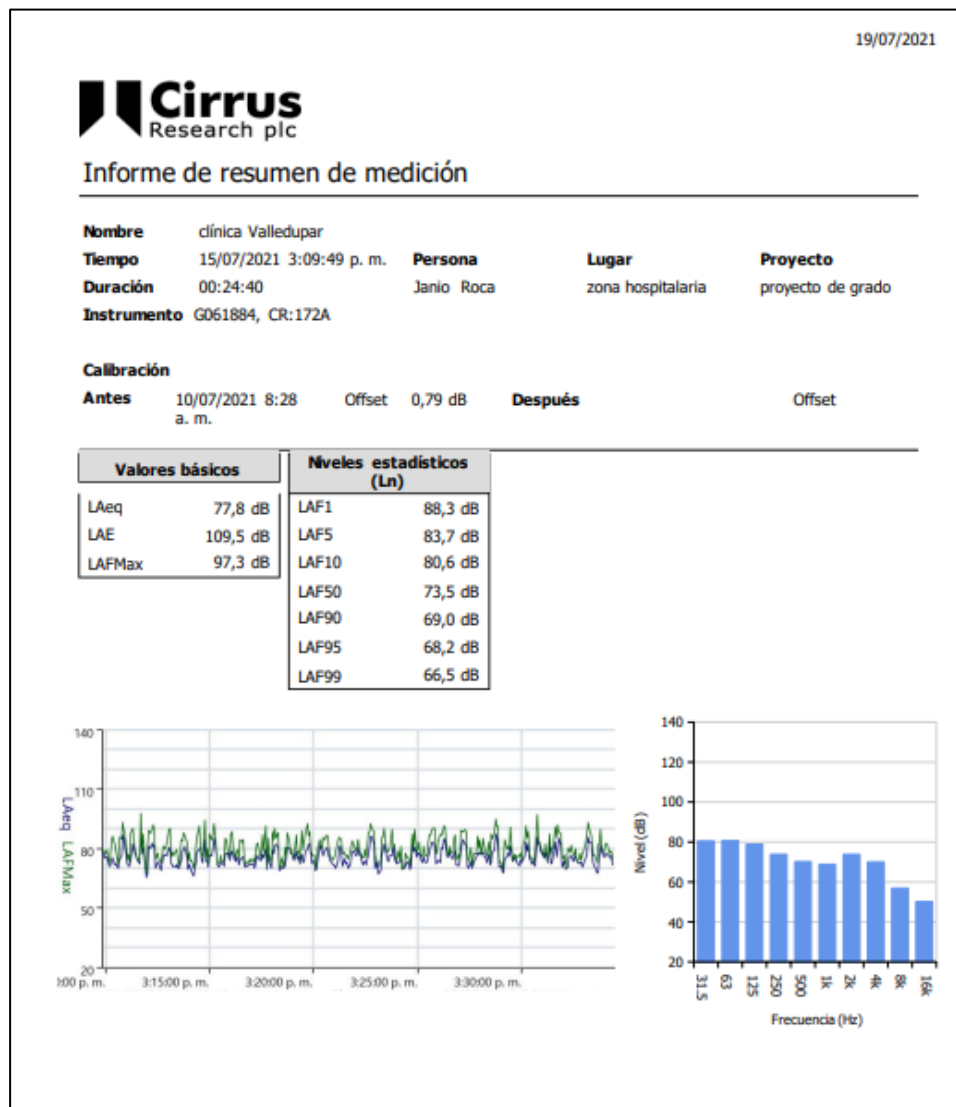 19/07/2021
Cirrus
Research plc
Informe de resumen de medición
Nombre clínica Valledupar
Tiempo 15/07/2021 3:09:49 p. m. Persona Lugar Proyecto
Duración 00:24:40 Janio Roca zona hospitalaria proyecto de grado
Instrumento G061884, CR:172A
Calibración
Antes 10/07/2021 8:28 a. m. Offset 0,79 dB Después Offset
Valores básicos
LAeq 77,8 dB
LAE 109,5 dB
LAFMax 97,3 dB
Niveles estadísticos
(Ln)
LAF1 88,3 dB
LAF5 83,7 dB
LAF10 80,6 dB
LAF50 73,5 dB
LAF90 69,0 dB
LAF95 68,2 dB
LAF99 66,5 dB
LAeq LAFMax
140
110
80
50
20
:00 p. m. 3:15:00 p. m. 3:20:00 p. m. 3:25:00 p. m. 3:30:00 p. m.
Nivel (dB)
140
120
100
80
60
40
20
31.5 63 125 250 500 1k 2k 4k 8k 16k
Frecuencia (Hz)